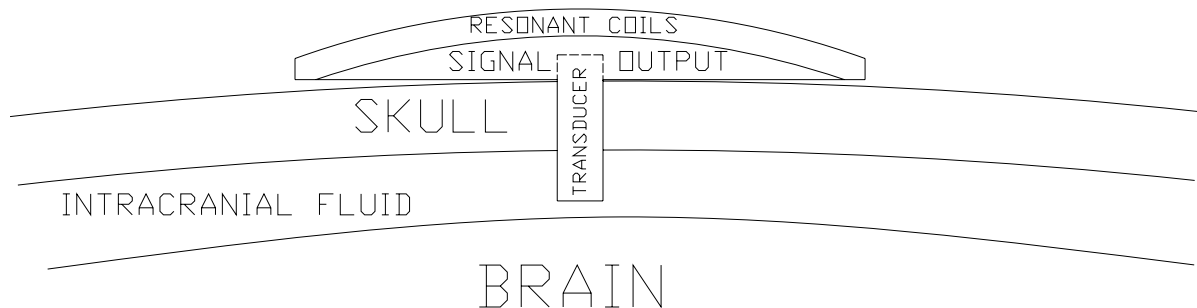 RESONANT COILS
SIGNAL OUTPUT
TRANSDUCER
SKULL
INTRACRANIAL FLUID
BRAIN